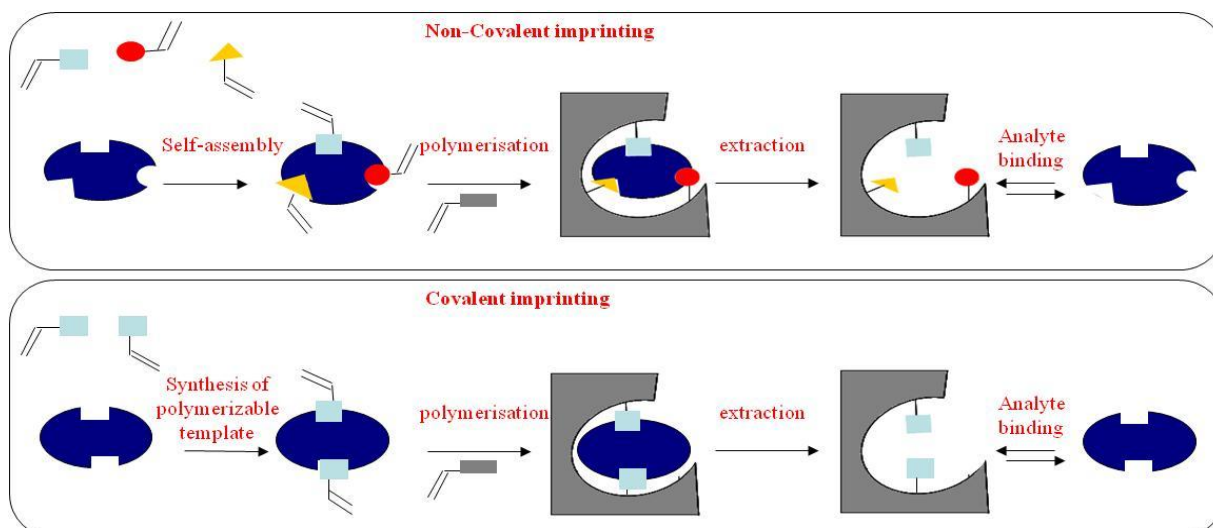 Non-Covalent imprinting
Self-assembly
polymerisation
extraction
Analyte
binding
Covalent imprinting
Synthesis of
polymerizable
template
polymerisation
extraction
Analyte
binding